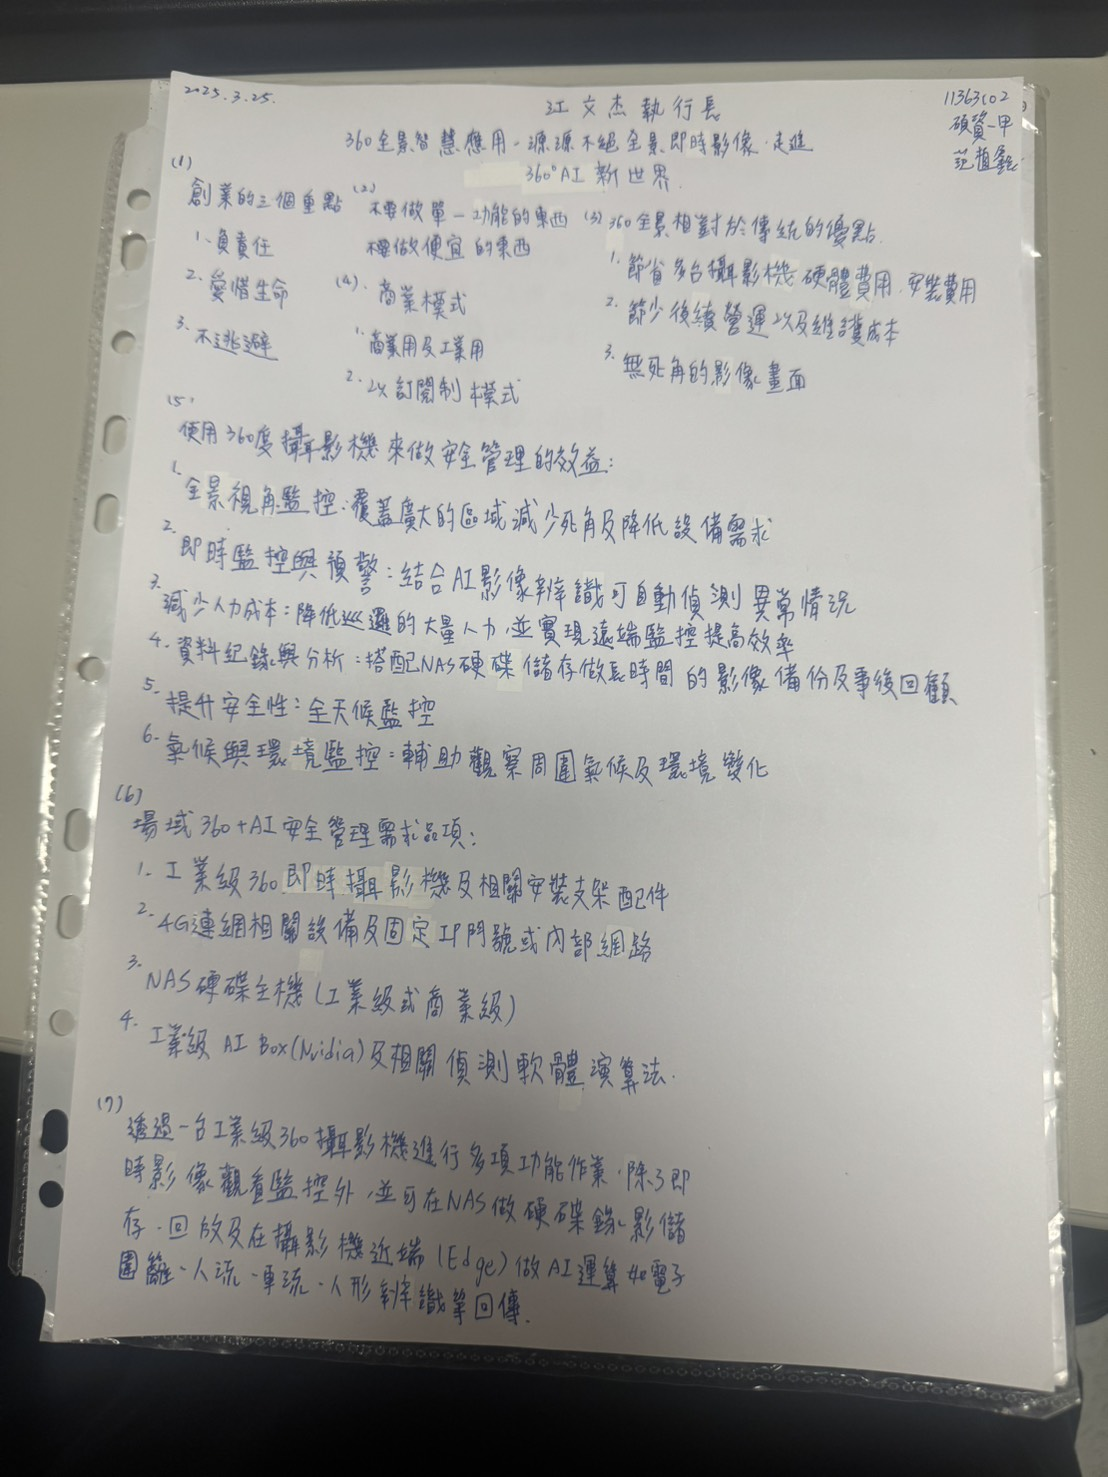 2025.3.25.
江文杰執行長
11363102
碩資一甲
360全景智慧應用-源源不絕全景即時影像.走進
360°AI新世界.
(1)
創業的三個重點
1.負責任
2.愛惜生命
3.不逃避
(2)
不要做單一功能的東西
不要做便宜的東西
(3) 360全景相對於傳統的優點.
1.節省多台攝影機硬體費用.安裝費用
2.節少後續營運以及維護成本
3.無死角的影像畫面
(4).商業模式
1.商業用及工業用
2.以訂閱制模式
(5)
使用360度攝影機來做安全管理的效益:
1.全景視角監控:覆蓋廣大的區域減少死角及降低設備需求
2.即時監控與預警:結合AI影像辨識可自動偵測異常情況
3.減少人力成本:降低巡邏的大量人力,並實現遠端監控提高效率
4.資料紀錄與分析:搭配NAS硬碟儲存做長時間的影像備份及事後回顧
5.提升安全性:全天候監控
6.氣候與環境監控:輔助觀察周圍氣候及環境變化
(6)
場域360+AI安全管理需求品項:
1.工業級360即時攝影機及相關安裝支架配件
2.4G連網相關設備及固定IP門號或內部網路
3.NAS硬碟主機(工業級或商業級)
4.工業級AI Box(Nvidia)及相關偵測軟體演算法.
(7)
透過一台工業級360攝影機進行多項功能作業.除了即
時影像觀看監控外,並可在NAS做硬碟錄影儲
存.回放及在攝影機近端(Edge)做AI運算如電子
圍籬、人流、車流、人形辨識等回傳.